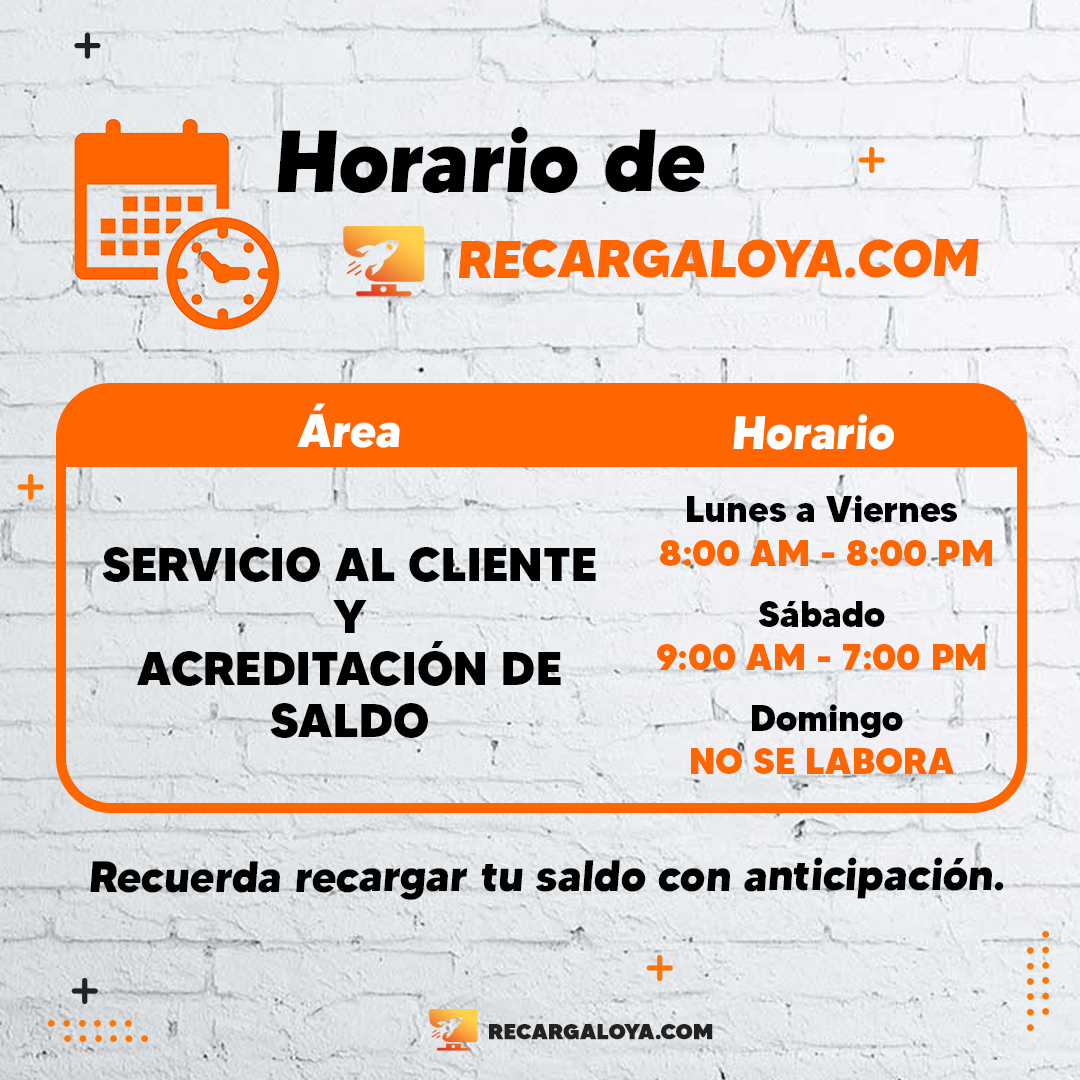 Horario de
RECARGALOYA.COM
Área
Horario
SERVICIO AL CLIENTE
Y
ACREDITACIÓN DE
SALDO
Lunes a Viernes
8:00 AM - 8:00 PM
Sábado
9:00 AM - 7:00 PM
Domingo
NO SE LABORA
Recuerda recargar tu saldo con anticipación.
RECARGALOYA.COM